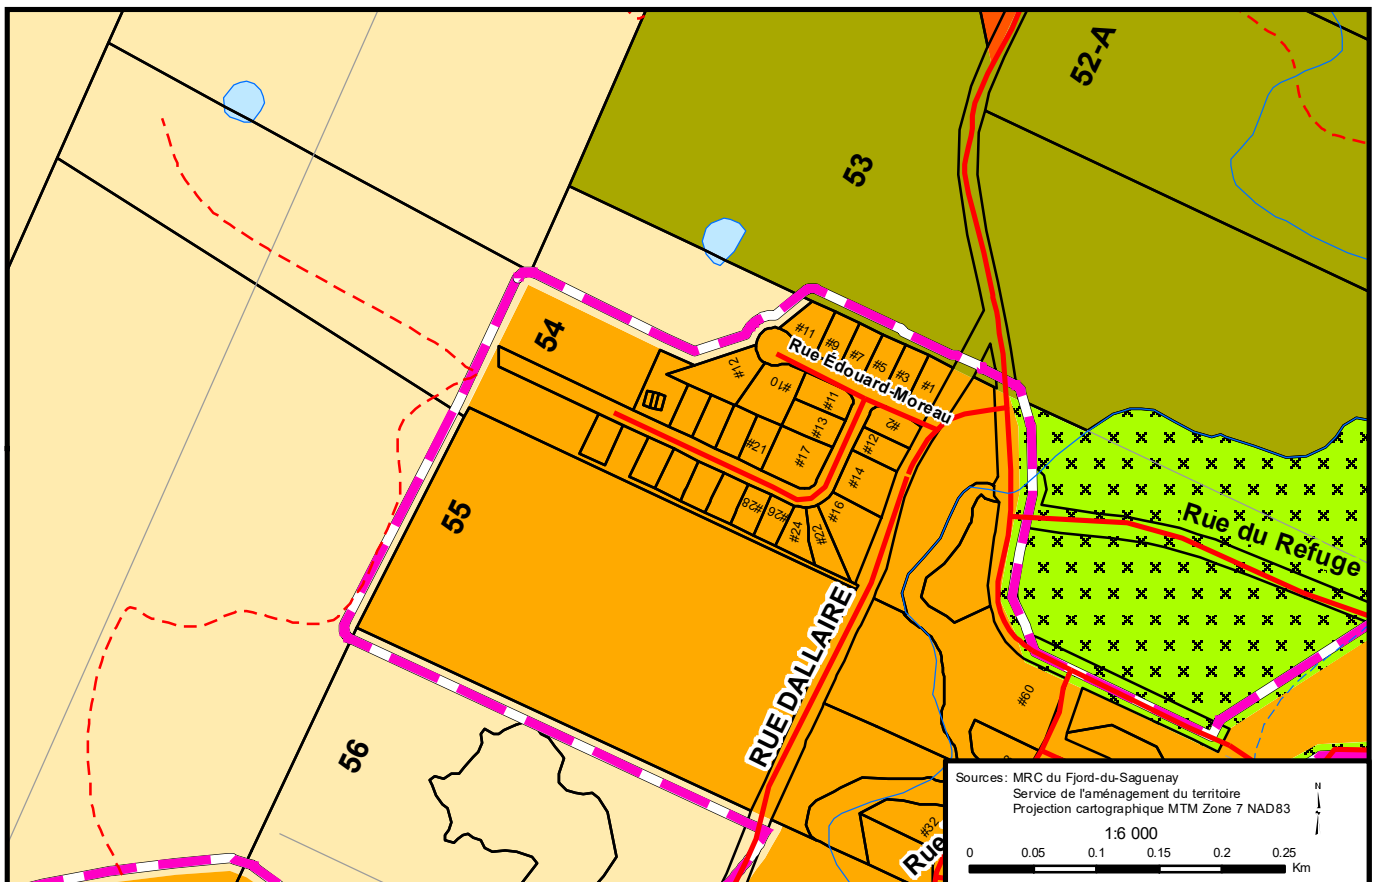 52-A
53
54
#11
#9
#7
#5
#3
#1
Rue Édouard-Moreau
#12
#10
#11
#13
#17
#21
#2
#12
#14
#16
#22
#24
#26
#28
55
Rue du Refuge
RUE DALLAIRE
#60
56
#32
Rue
Sources: MRC du Fjord-du-Saguenay
Service de l'aménagement du territoire
Projection cartographique MTM Zone 7 NAD83
N
1:6 000
0 0.05 0.1 0.15 0.2 0.25
Km